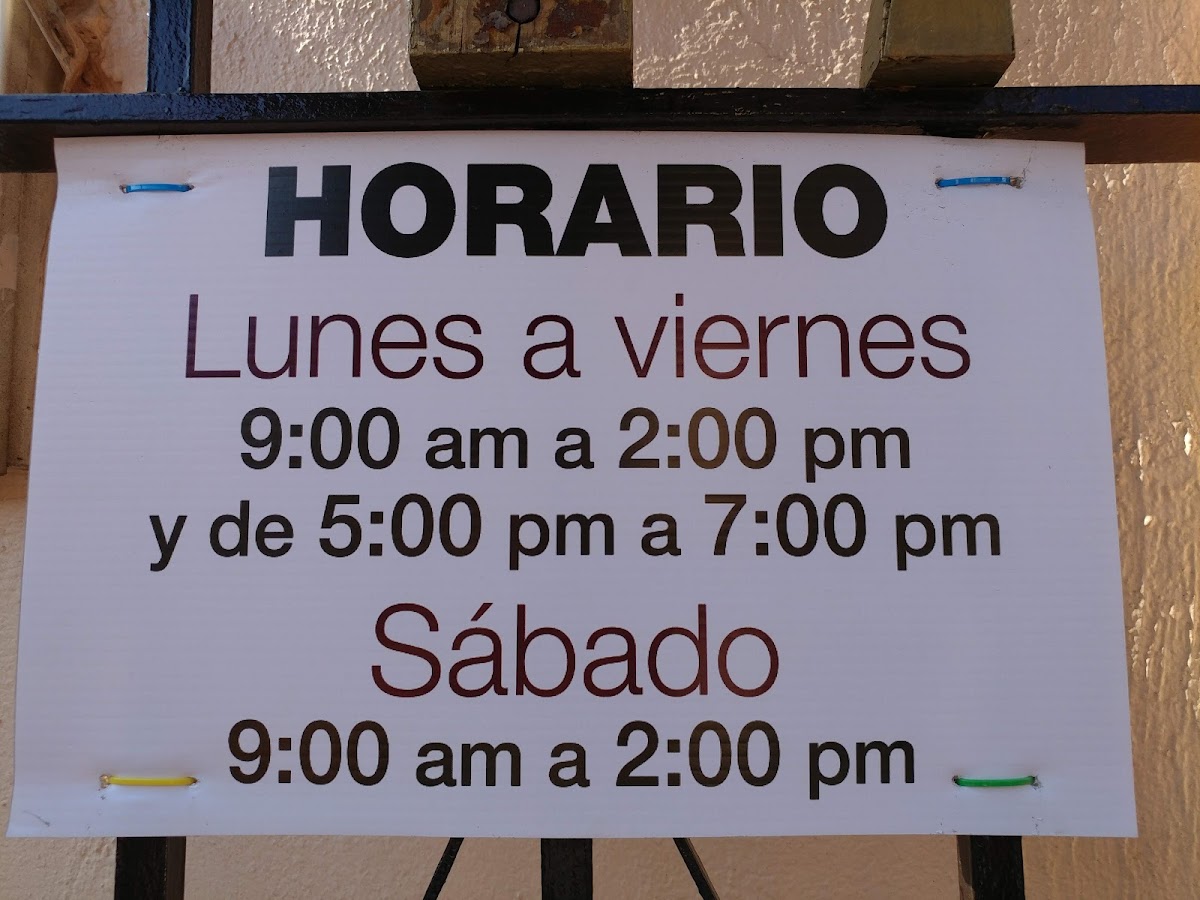 HORARIO
Lunes a viernes
9:00 am a 2:00 pm
y de 5:00 pm a 7:00 pm
Sábado
9:00 am a 2:00 pm